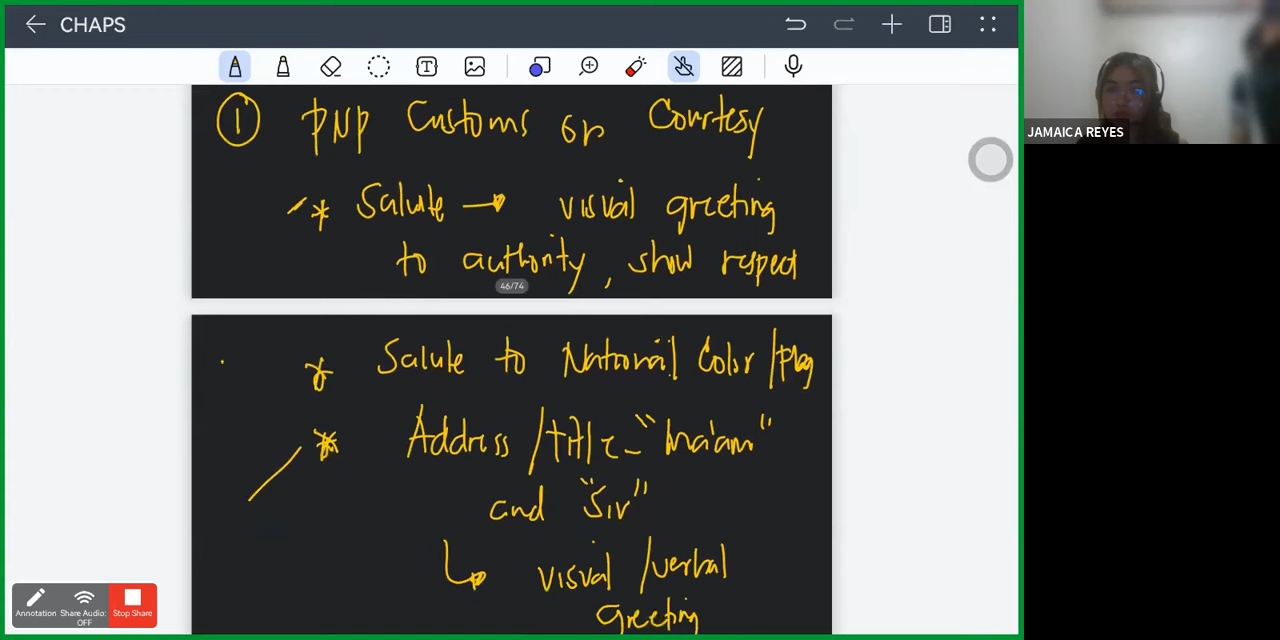 CHAPS
① PNP Customs or Courtesy
* Salute → visual greeting
to authority, show respect
46/74
* Salute to National Color/Flag
* Address/title - "Ma'am"
and "Sir"
↳ visual/verbal
greeting
JAMAICA REYES
Annotation
Share Audio:
OFF
Stop Share